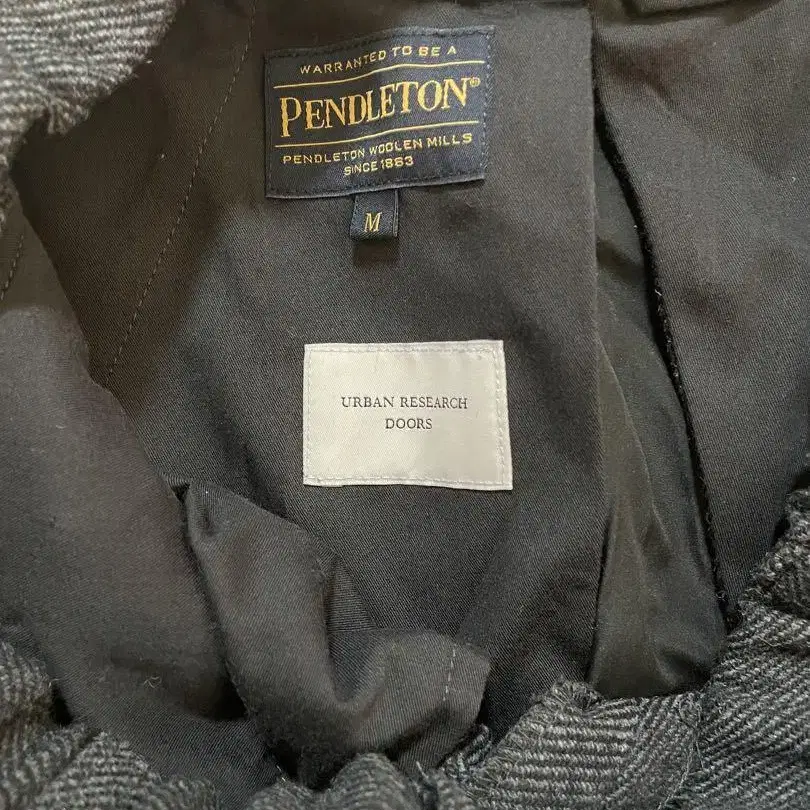 WARRANTED TO BE A
PENDLETON®
PENDLETON WOOLEN MILLS
SINCE 1863
M
URBAN RESEARCH
DOORS